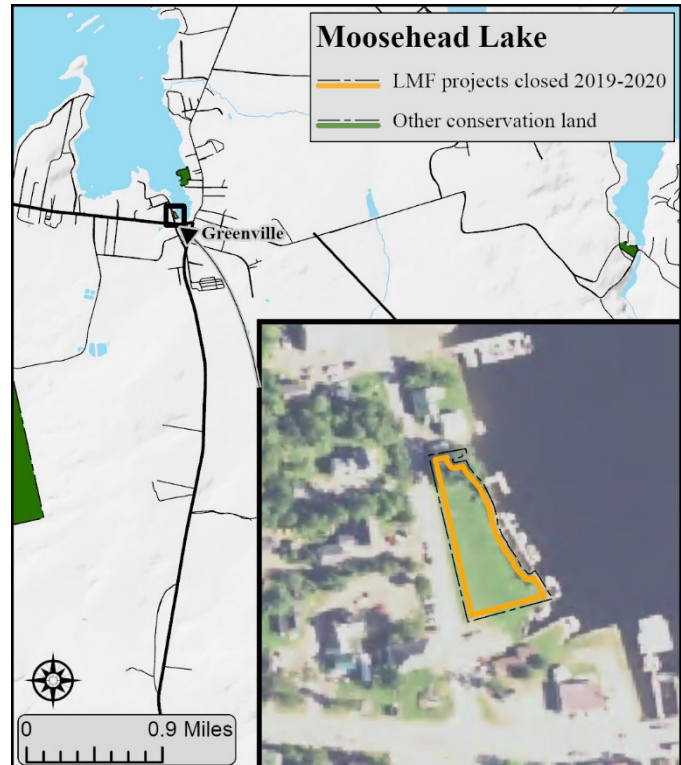 Moosehead Lake
LMF projects closed 2019-2020
Other conservation land
Greenville
0 0.9 Miles